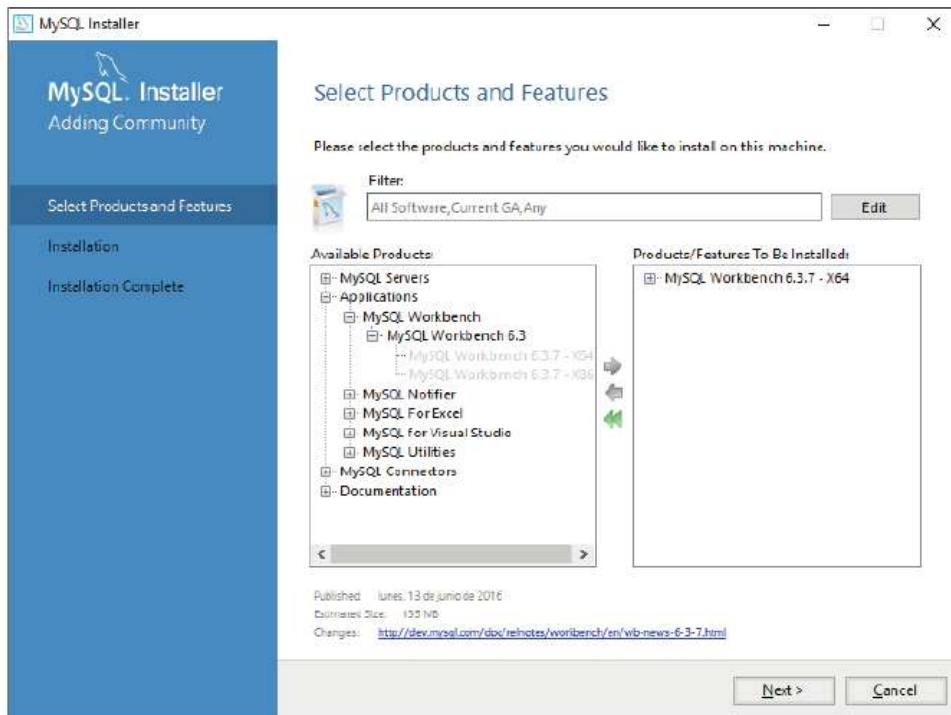 MySQL Installer
MySQL. Installer
Adding Community
Select Products and Features
Installation
Installation Complete
Select Products and Features
Please select the products and features you would like to install on this machine.
Filter:
All Software,Current GA,Any
Edit
Available Products:
MySQL Servers
Applications
MySQL Workbench
MySQL Workbench 6.3
MySQL Workbench 6.3.7 - X64
MySQL Workbench 6.3.7 - X86
MySQL Notifier
MySQL For Excel
MySQL for Visual Studio
MySQL Utilities
MySQL Connectors
Documentation
Products/Features To Be Installed:
MySQL Workbench 6.3.7 - X64
Published: lunes, 13 de junio de 2016
Estimated Size: MB
Changes: http://dev.mysql.com/doc/relnotes/workbench/en/wb-news-6-3-7.html
Next >
Cancel